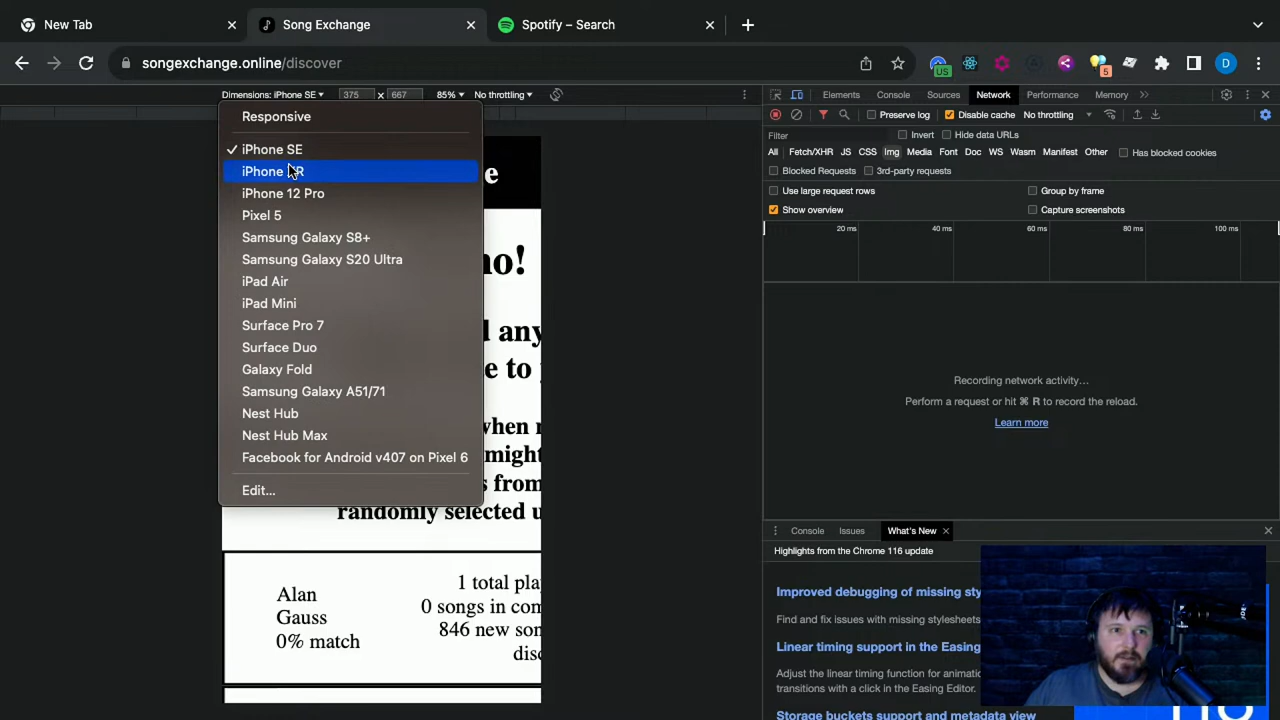 New Tab
Song Exchange
Spotify – Search
songexchange.online/discover
US
5
D
Dimensions: iPhone SE
375 x 667
85%
No throttling
Responsive
✓ iPhone SE
iPhone
iPhone 12 Pro
Pixel 5
Samsung Galaxy S8+
Samsung Galaxy S20 Ultra
iPad Air
iPad Mini
Surface Pro 7
Surface Duo
Galaxy Fold
Samsung Galaxy A51/71
Nest Hub
Nest Hub Max
Facebook for Android v407 on Pixel 6
Edit...
e
no!
d any
e to
when
might
s from
randomly selected u
Alan
Gauss
0% match
1 total pla
0 songs in com
846 new son
disc
Elements Console Sources Network Performance Memory
Preserve log Disable cache No throttling
Filter Invert Hide data URLs
All Fetch/XHR JS CSS Img Media Font Doc WS Wasm Manifest Other Has blocked cookies
Blocked Requests 3rd-party requests
Use large request rows Group by frame
Show overview Capture screenshots
20 ms 40 ms 60 ms 80 ms 100 ms
Recording network activity…
Perform a request or hit ⌘ R to record the reload.
Learn more
Console Issues What's New
Highlights from the Chrome 116 update
Improved debugging of missing sty
Find and fix issues with missing stylesheets
Linear timing support in the Easing
Adjust the linear timing function for animatio
transitions with a click in the Easing Editor.
Storage buckets support and metadata view